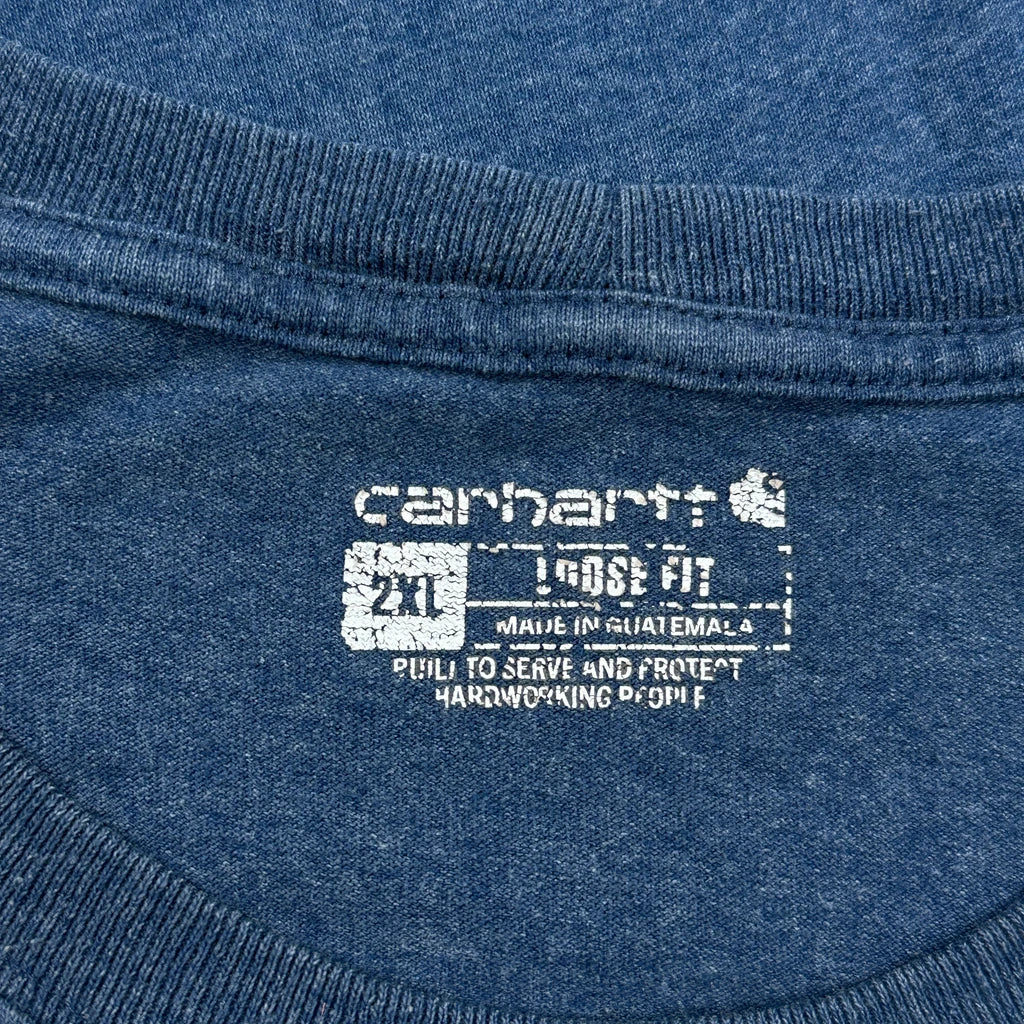 carhartt
2XL
LOOSE FIT
MADE IN GUATEMALA
BUILT TO SERVE AND PROTECT
HARDWORKING PEOPLE